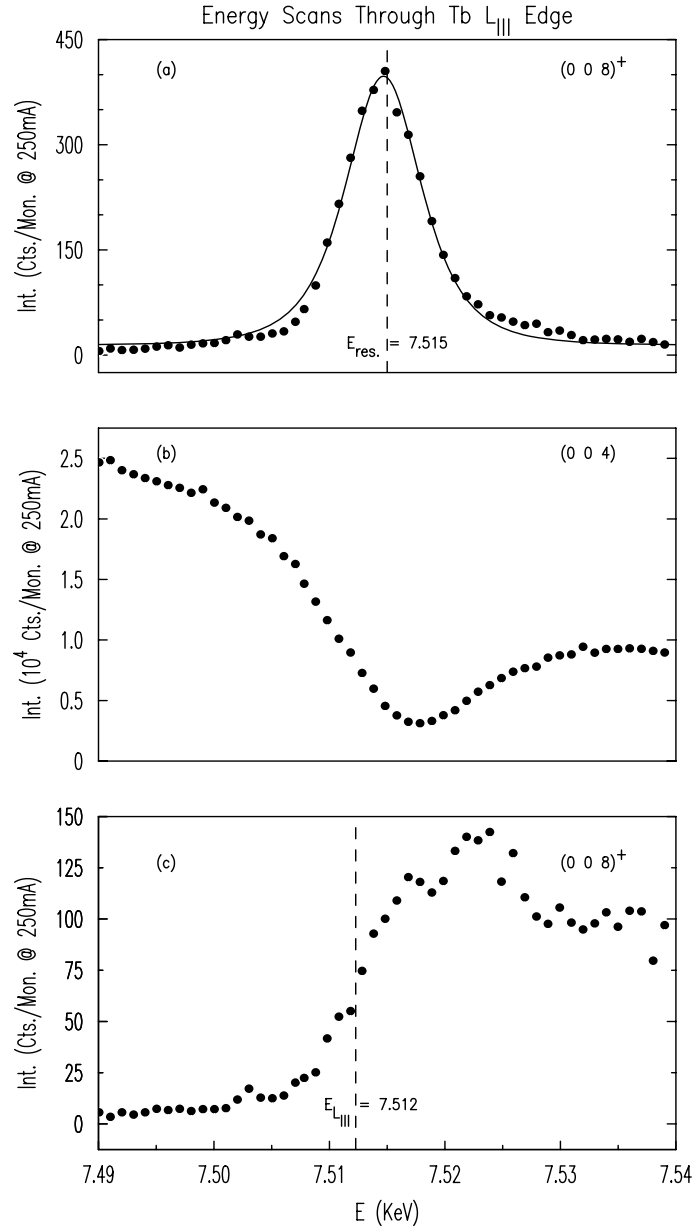 Energy Scans Through Tb L_III Edge
450
300
150
0
Int. (Cts./Mon. @ 250mA)
(a)
(0 0 8)+
E_res. = 7.515
2.5
2.0
1.5
1.0
0.5
0
Int. (10^4 Cts./Mon. @ 250mA)
(b)
(0 0 4)
150
125
100
75
50
25
0
Int. (Cts./Mon. @ 250mA)
(c)
(0 0 8)+
E_L_III = 7.512
7.49 7.50 7.51 7.52 7.53 7.54
E (KeV)